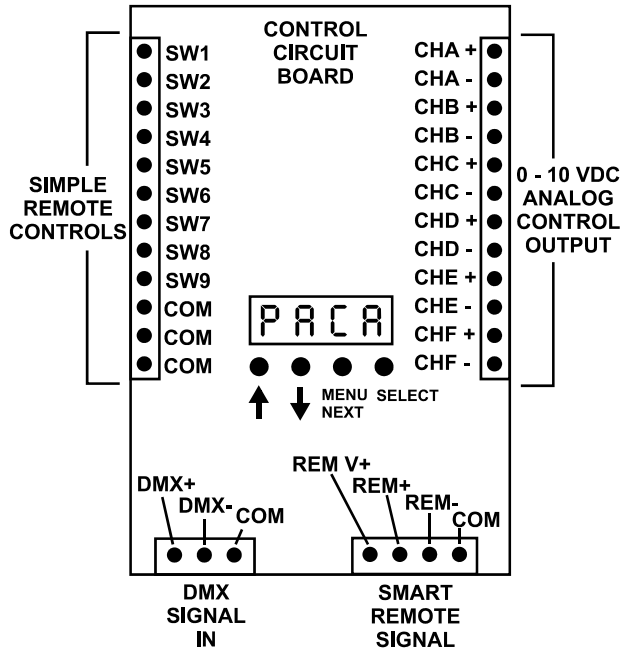 CONTROL
CIRCUIT
BOARD
SIMPLE
REMOTE
CONTROLS
SW1
SW2
SW3
SW4
SW5
SW6
SW7
SW8
SW9
COM
COM
COM
CHA +
CHA -
CHB +
CHB -
CHC +
CHC -
CHD +
CHD -
CHE +
CHE -
CHF +
CHF -
0 - 10 VDC
ANALOG
CONTROL
OUTPUT
PACA
MENU SELECT
NEXT
DMX+
DMX-
COM
DMX
SIGNAL
IN
REM V+
REM+
REM-
COM
SMART
REMOTE
SIGNAL